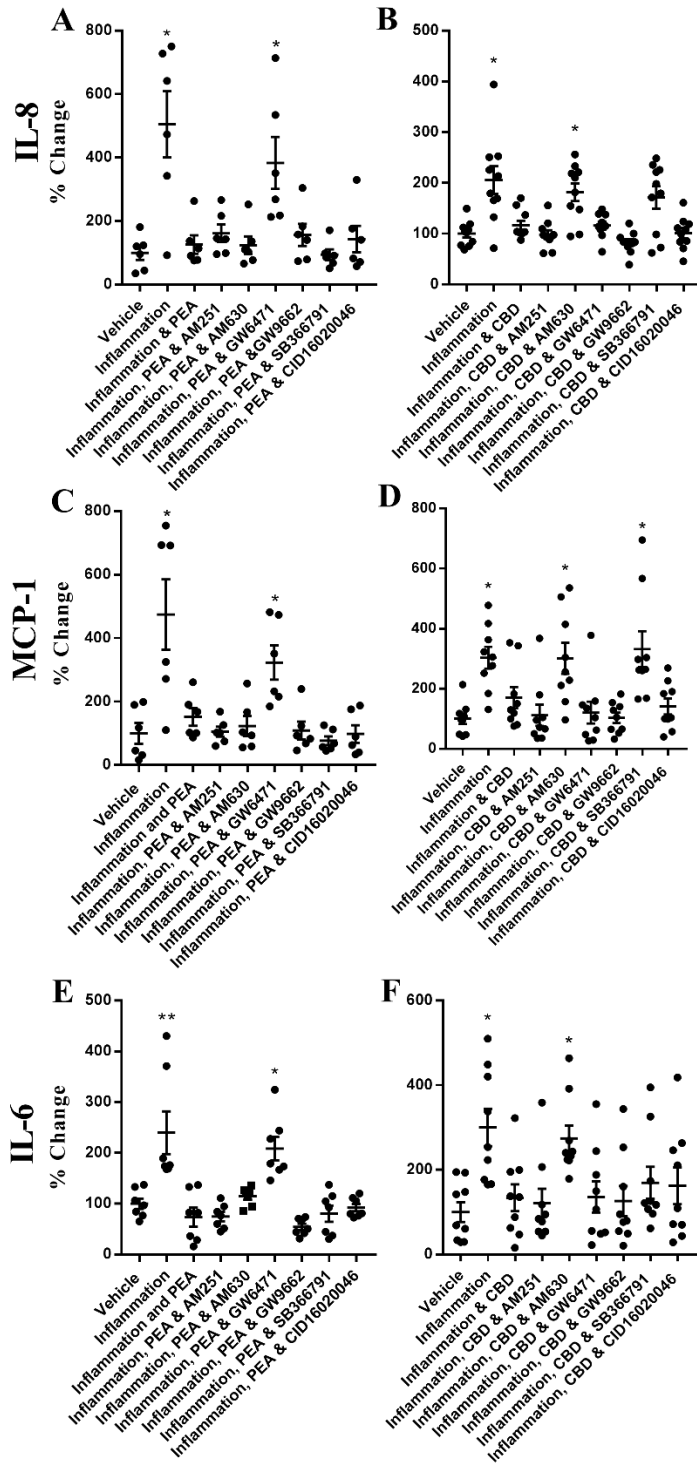 A
IL-8
% Change
800
600
400
200
0
*
*
Vehicle
Inflammation
Inflammation & PEA
Inflammation, PEA & AM251
Inflammation, PEA & AM630
Inflammation, PEA & GW6471
Inflammation, PEA &GW9662
Inflammation, PEA & SB366791
Inflammation, PEA & CID16020046
B
500
400
300
200
100
0
*
*
Vehicle
Inflammation
Inflammation & CBD
Inflammation, CBD & AM251
Inflammation, CBD & AM630
Inflammation, CBD & GW6471
Inflammation, CBD & GW9662
Inflammation, CBD & SB366791
Inflammation, CBD & CID16020046
C
MCP-1
% Change
800
600
400
200
0
*
*
Vehicle
Inflammation
Inflammation and PEA
Inflammation, PEA & AM251
Inflammation, PEA & AM630
Inflammation, PEA & GW6471
Inflammation, PEA & GW9662
Inflammation, PEA & SB366791
Inflammation, PEA & CID16020046
D
800
600
400
200
0
*
*
*
Vehicle
Inflammation
Inflammation & CBD
Inflammation, CBD & AM251
Inflammation, CBD & AM630
Inflammation, CBD & GW6471
Inflammation, CBD & GW9662
Inflammation, CBD & SB366791
Inflammation, CBD & CID16020046
E
IL-6
% Change
500
400
300
200
100
0
**
*
Vehicle
Inflammation
Inflammation and PEA
Inflammation, PEA & AM251
Inflammation, PEA & AM630
Inflammation, PEA & GW6471
Inflammation, PEA & GW9662
Inflammation, PEA & SB366791
Inflammation, PEA & CID16020046
F
600
400
200
0
*
*
Vehicle
Inflammation
Inflammation & CBD
Inflammation, CBD & AM251
Inflammation, CBD & AM630
Inflammation, CBD & GW6471
Inflammation, CBD & GW9662
Inflammation, CBD & SB366791
Inflammation, CBD & CID16020046